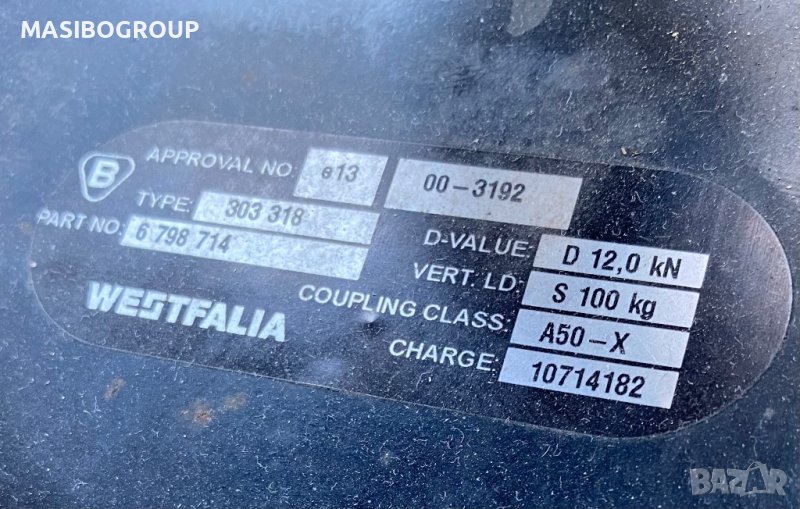 MASIBOGROUP
B
APPROVAL NO: e13 00-3192
TYPE: 303 318
PART NO: 6 798 714
D-VALUE: D 12,0 kN
VERT. LD: S 100 kg
COUPLING CLASS: A50-X
CHARGE: 10714182
WESTFALIA
BAZAR